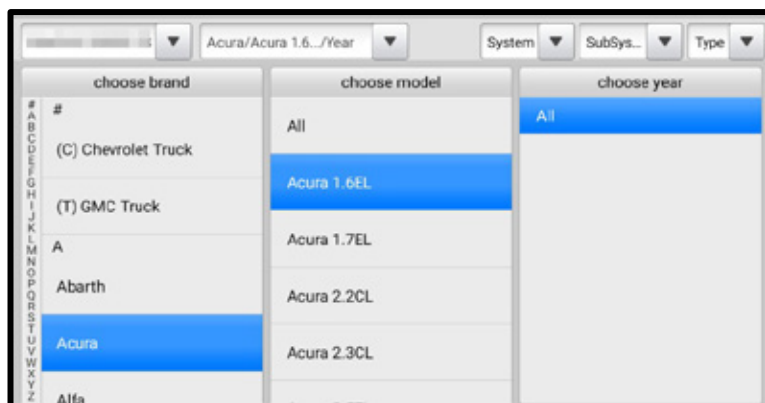 Acura/Acura 1.6.../Year
System
SubSys...
Type
choose brand
choose model
choose year
#
A
B
C
D
E
F
G
H
I
J
K
L
M
N
O
P
Q
R
S
T
U
V
W
X
Y
Z
#
(C) Chevrolet Truck
(T) GMC Truck
A
Abarth
Acura
Alfa
All
Acura 1.6EL
Acura 1.7EL
Acura 2.2CL
Acura 2.3CL
All